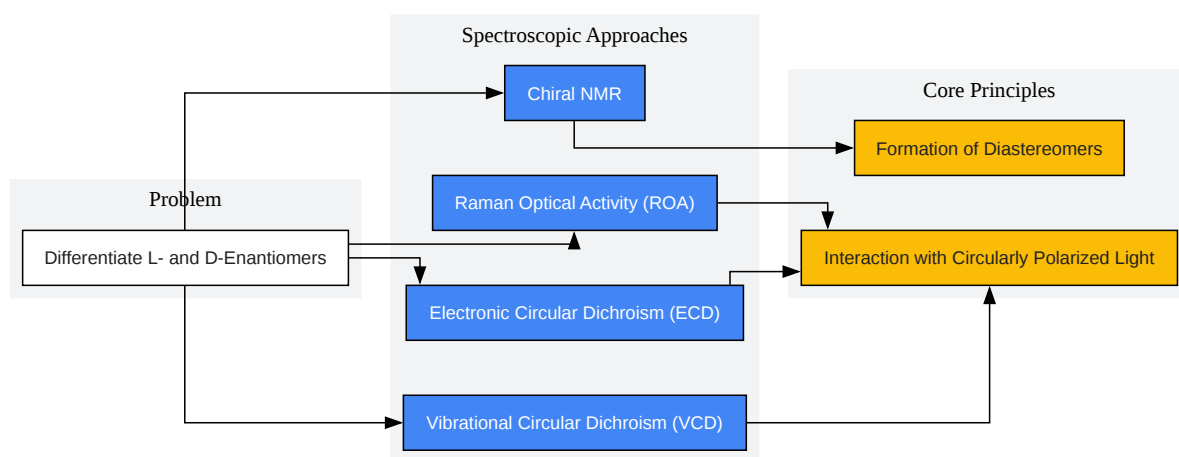 Spectroscopic Approaches
Chiral NMR
Core Principles
Formation of Diastereomers
Problem
Raman Optical Activity (ROA)
Differentiate L- and D-Enantiomers
Interaction with Circularly Polarized Light
Electronic Circular Dichroism (ECD)
Vibrational Circular Dichroism (VCD)